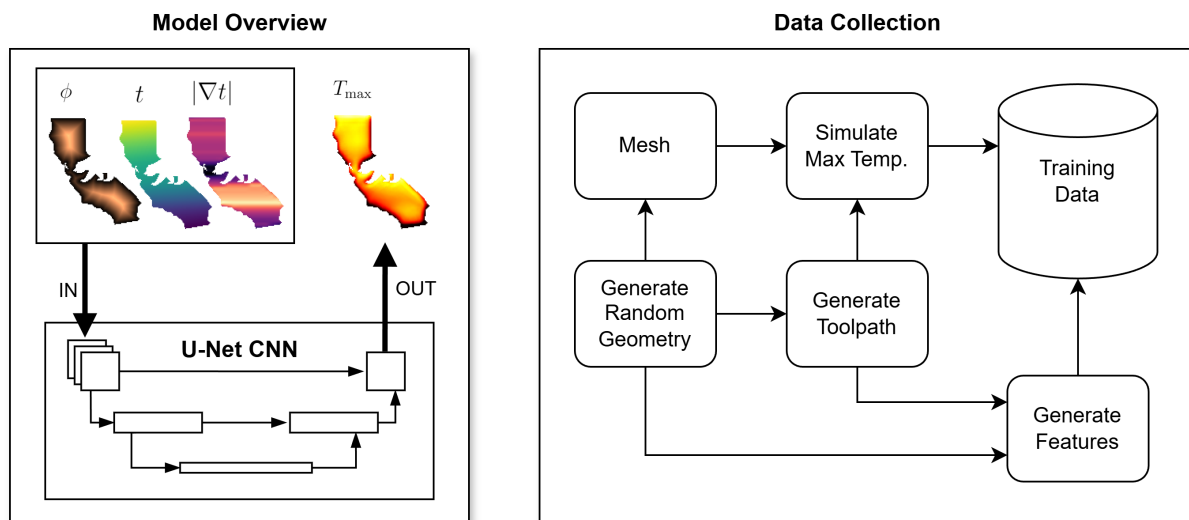 Model Overview
ϕ
t
|∇t|
T_max
IN
OUT
U-Net CNN
Data Collection
Mesh
Simulate
Max Temp.
Training
Data
Generate
Random
Geometry
Generate
Toolpath
Generate
Features